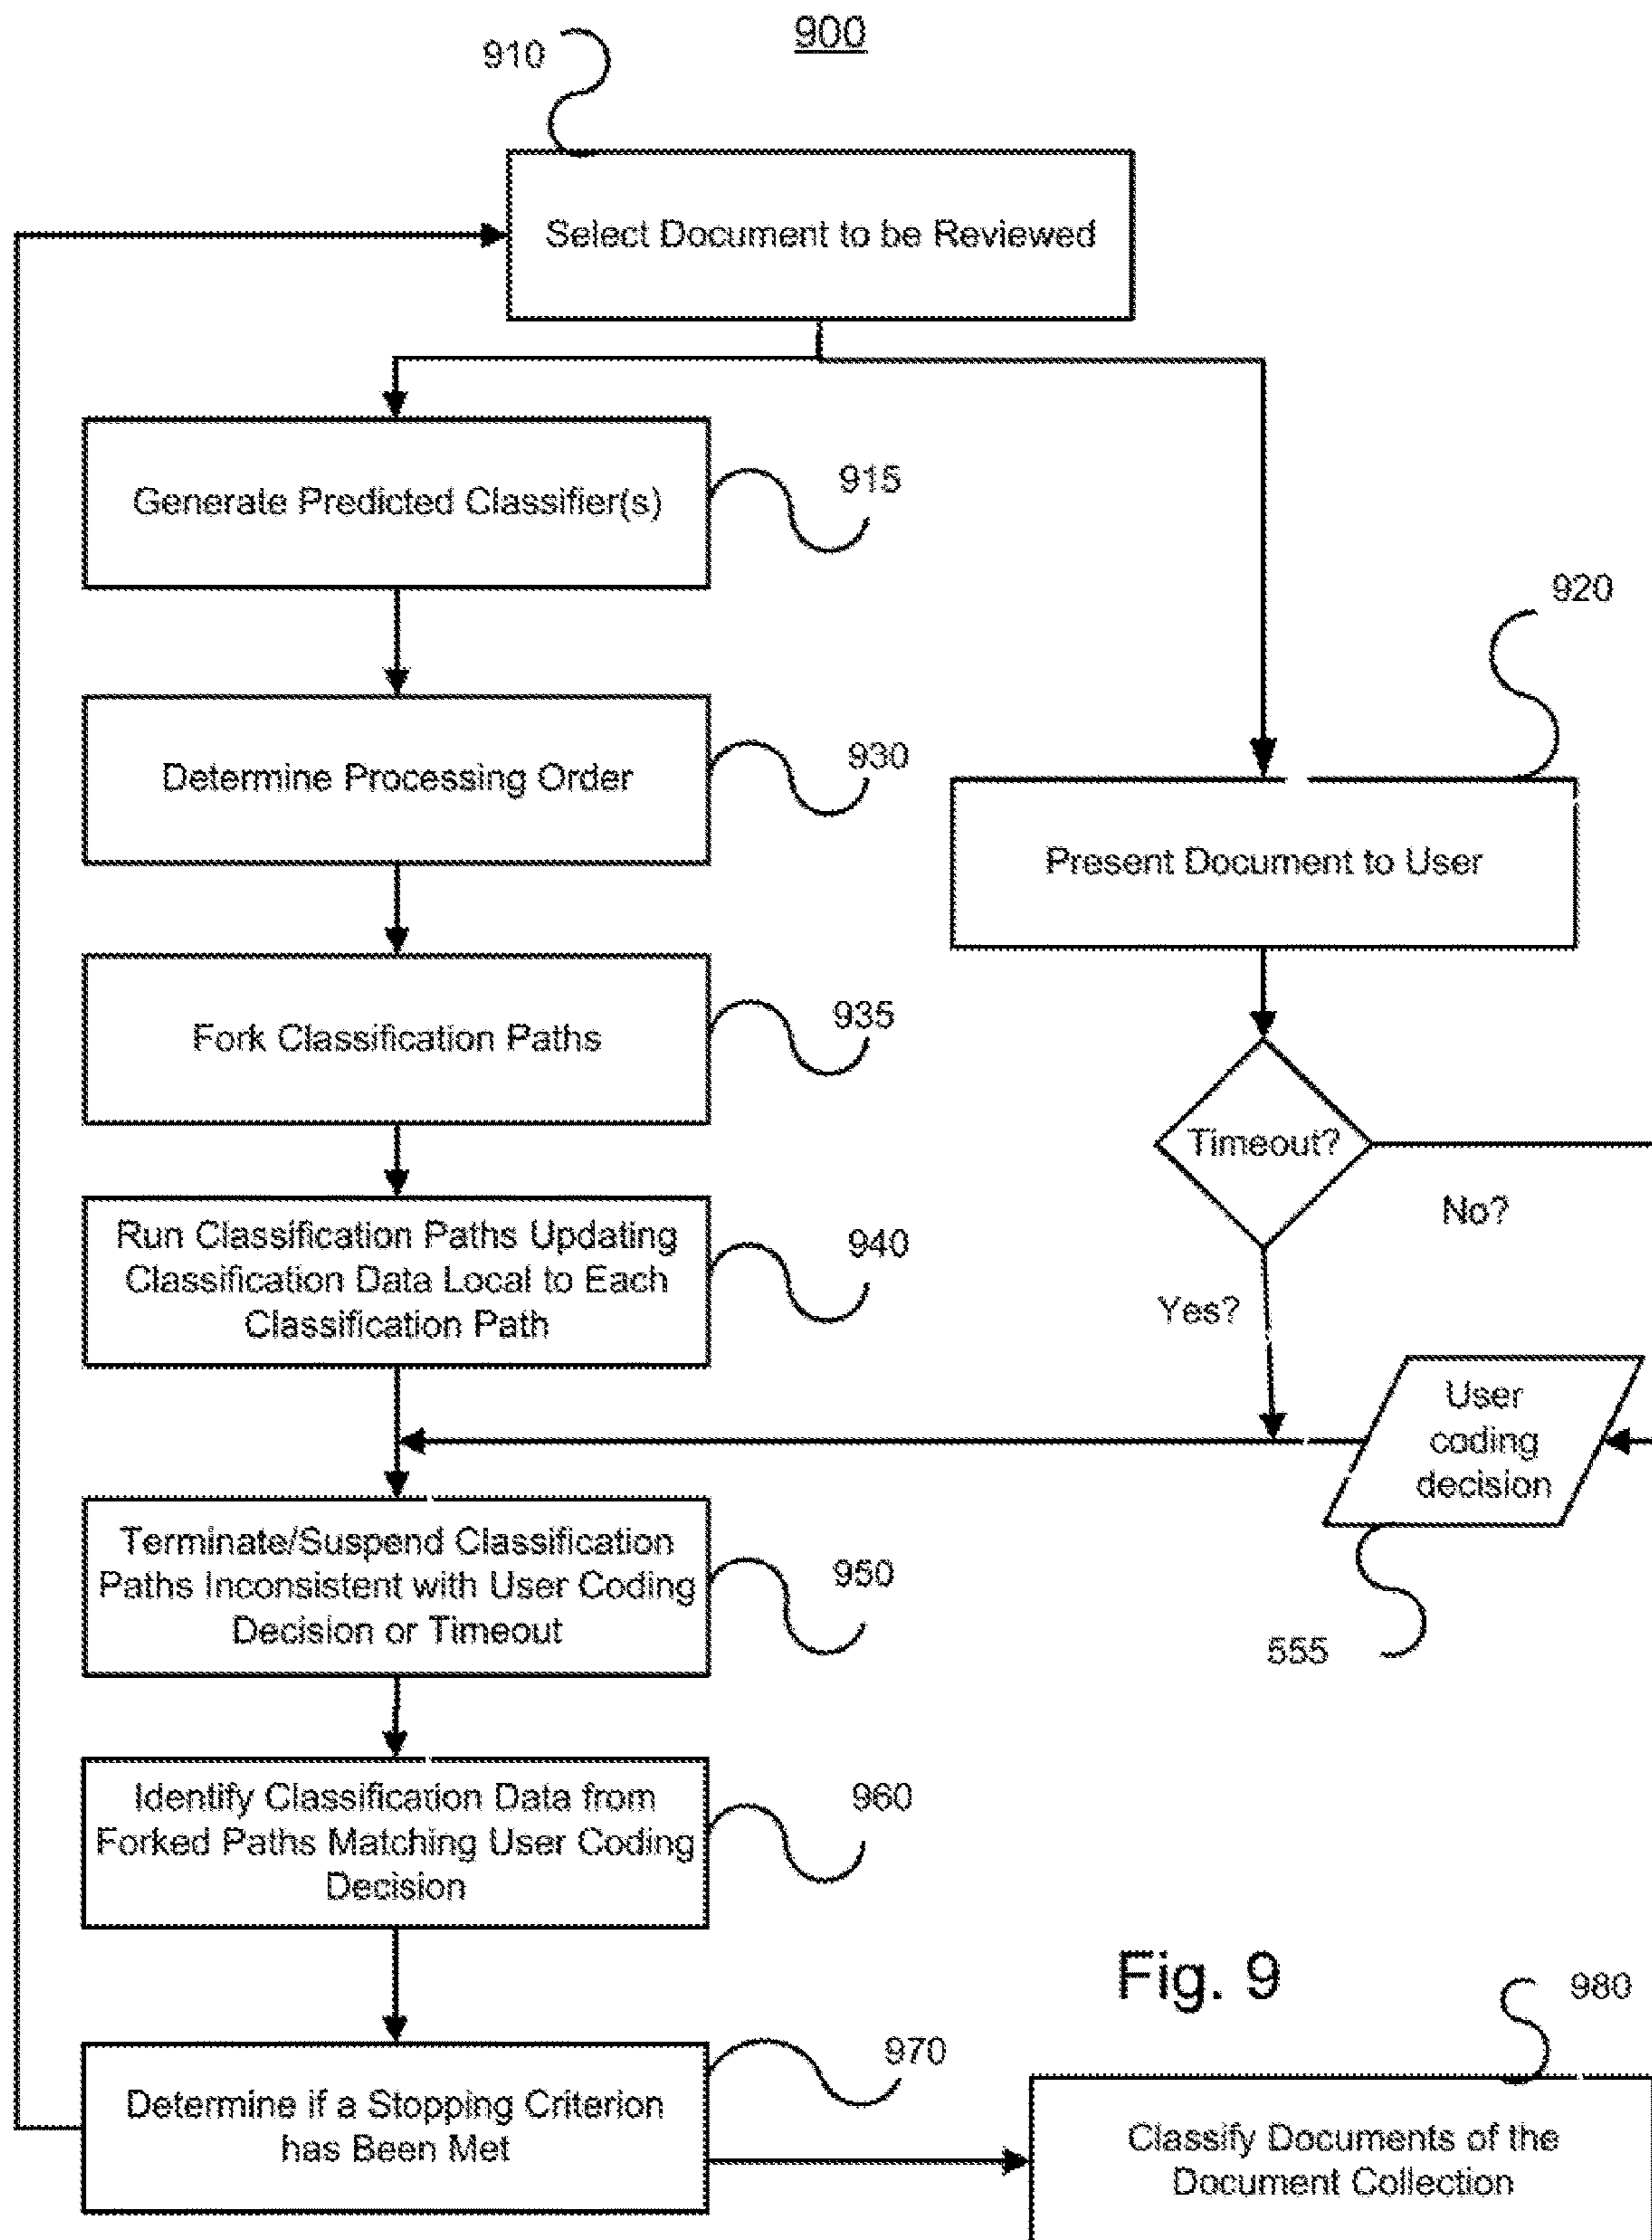 900
910
Select Document to be Reviewed
Generate Predicted Classifier(s)
915
920
Determine Processing Order
930
Present Document to User
Fork Classification Paths
935
Timeout?
No?
Run Classification Paths Updating
Classification Data Local to Each
Classification Path
940
Yes?
User
coding
decision
Terminate/Suspend Classification
Paths Inconsistent with User Coding
Decision or Timeout
950
555
Identify Classification Data from
Forked Paths Matching User Coding
Decision
960
Fig. 9
980
Determine if a Stopping Criterion
has Been Met
970
Classify Documents of the
Document Collection